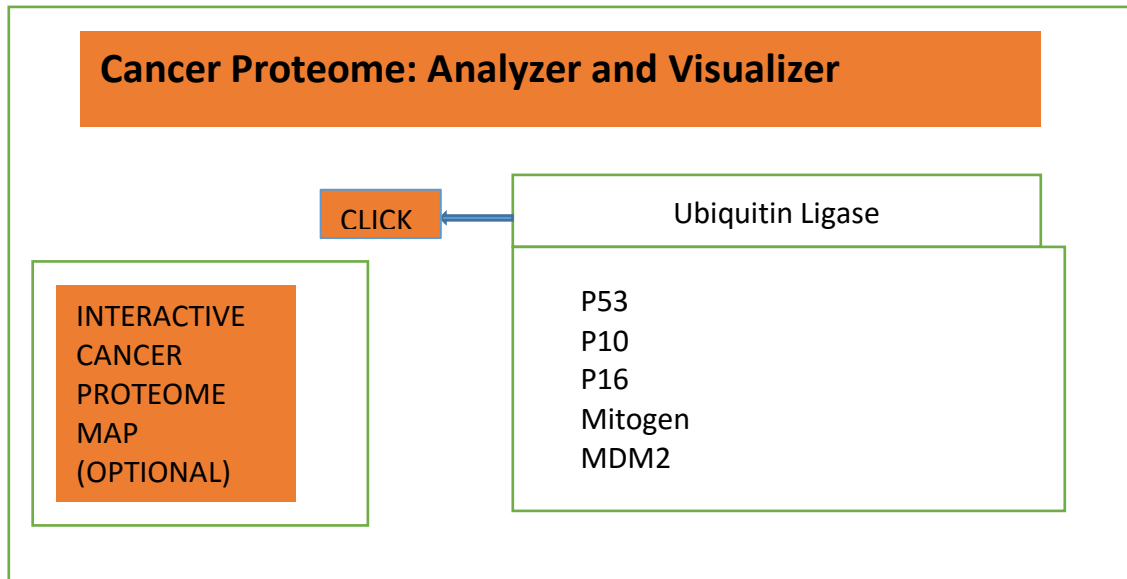 Cancer Proteome: Analyzer and Visualizer
CLICK
Ubiquitin Ligase
INTERACTIVE
CANCER
PROTEOME
MAP
(OPTIONAL)
P53
P10
P16
Mitogen
MDM2